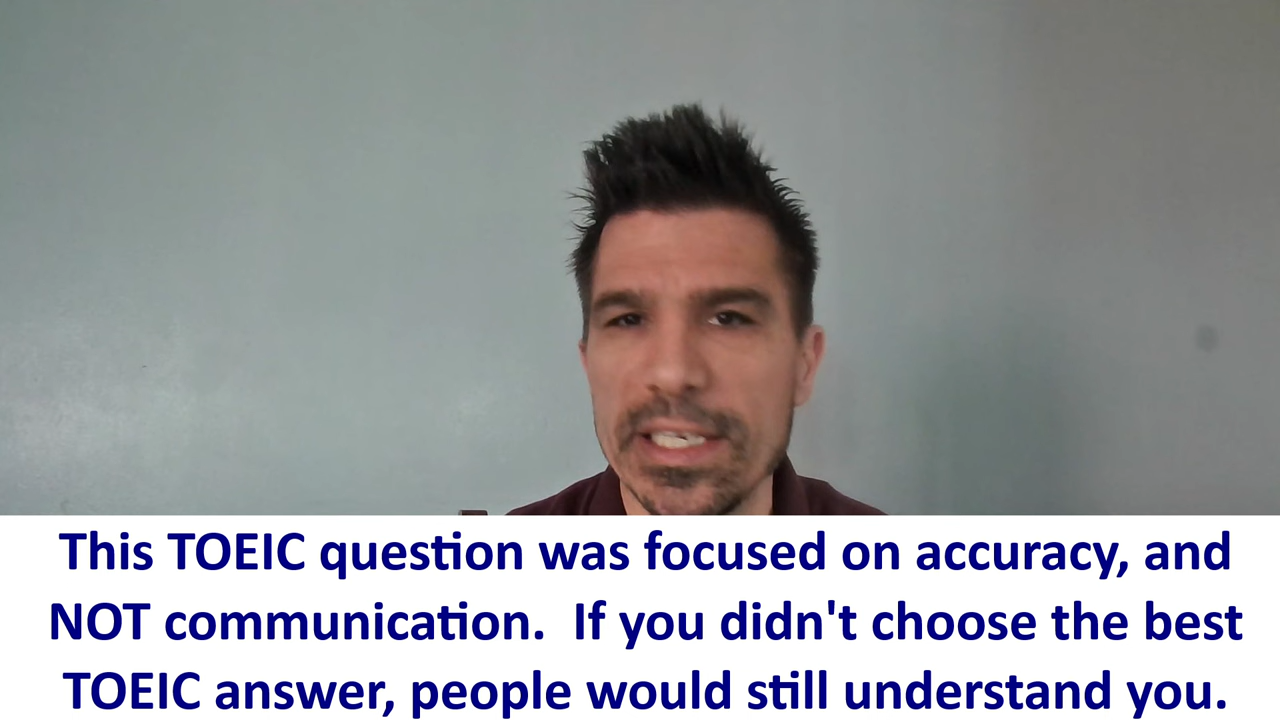 This TOEIC question was focused on accuracy, and
NOT communication.  If you didn't choose the best
TOEIC answer, people would still understand you.